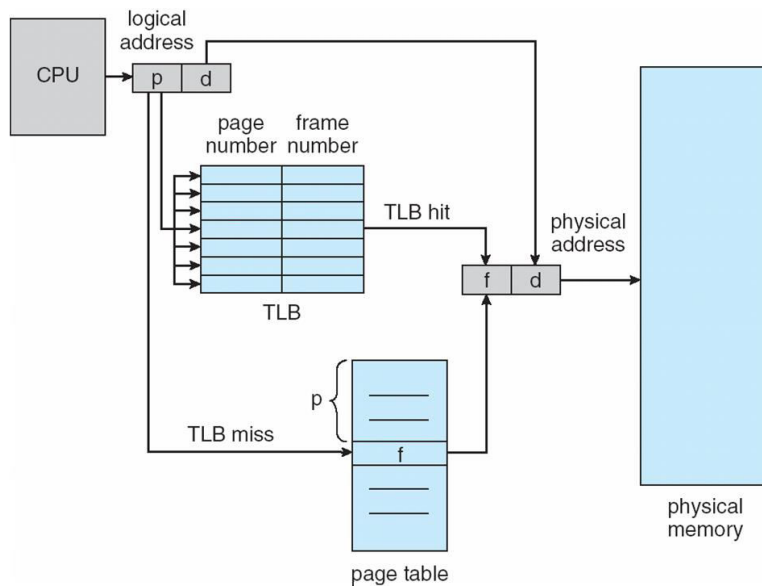 logical
address
CPU
p
d
page
number
frame
number
TLB hit
physical
address
f
d
TLB
p
TLB miss
f
physical
memory
page table